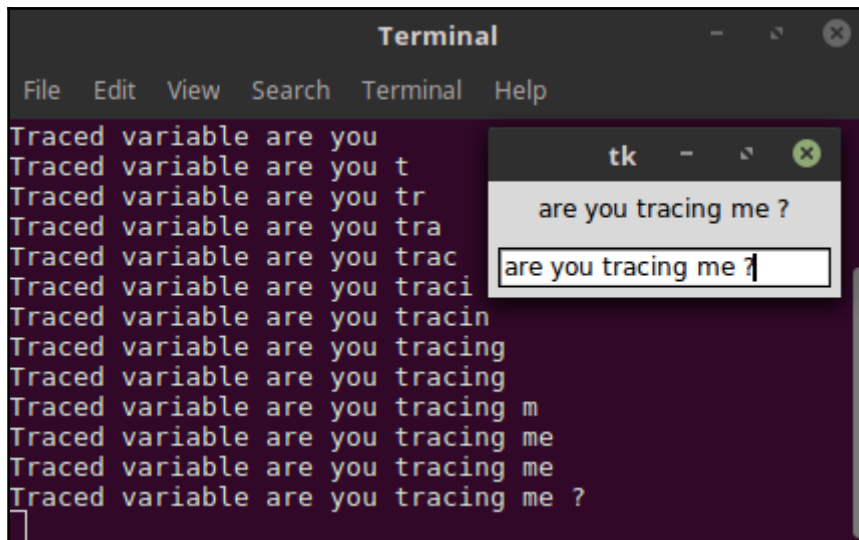 Terminal
File Edit View Search Terminal Help
Traced variable are you
Traced variable are you t
Traced variable are you tr
Traced variable are you tra
Traced variable are you trac
Traced variable are you traci
Traced variable are you tracin
Traced variable are you tracing
Traced variable are you tracing
Traced variable are you tracing m
Traced variable are you tracing me
Traced variable are you tracing me
Traced variable are you tracing me ?
tk
are you tracing me ?
are you tracing me ?